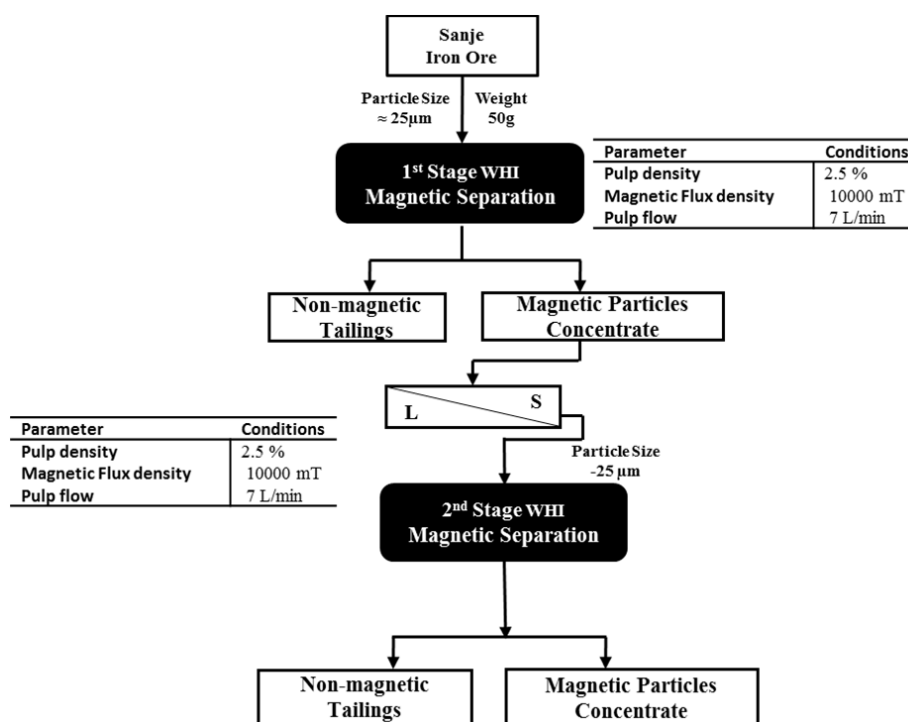 Sanje
Iron Ore
Particle Size
≈ 25µm
Weight
50g
1st Stage WHI
Magnetic Separation
Parameter Conditions
Pulp density 2.5 %
Magnetic Flux density 10000 mT
Pulp flow 7 L/min
Non-magnetic
Tailings
Magnetic Particles
Concentrate
L S
Parameter Conditions
Pulp density 2.5 %
Magnetic Flux density 10000 mT
Pulp flow 7 L/min
Particle Size
-25 µm
2nd Stage WHI
Magnetic Separation
Non-magnetic
Tailings
Magnetic Particles
Concentrate